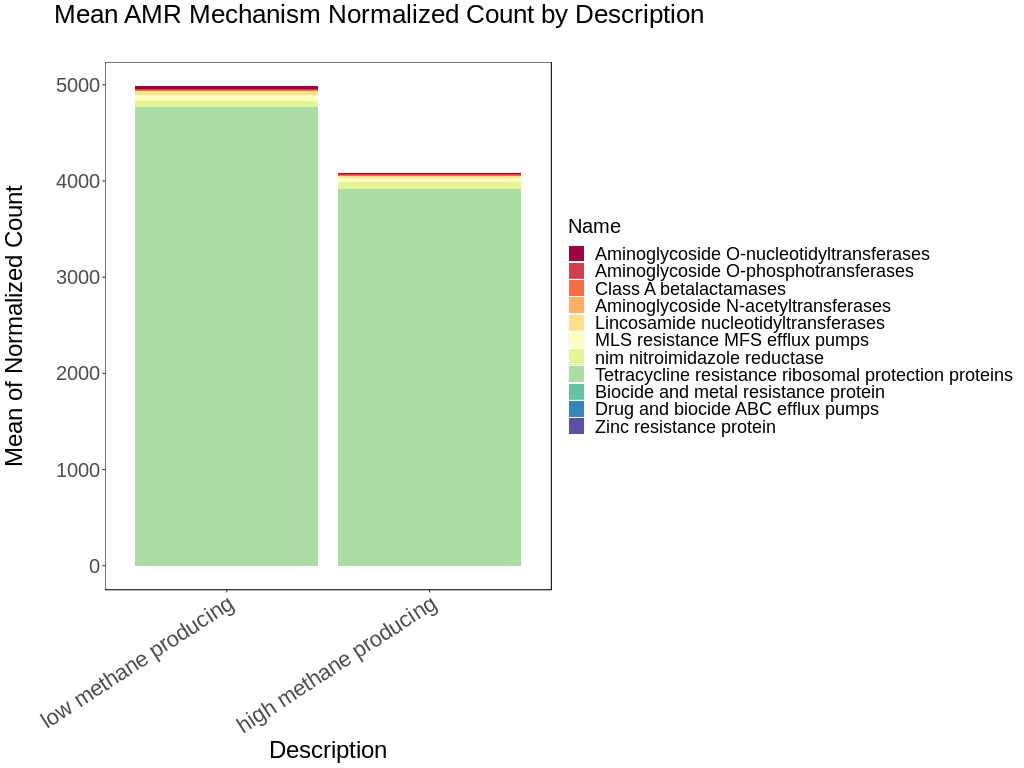 Mean AMR Mechanism Normalized Count by Description
Mean of Normalized Count
5000
4000
3000
2000
1000
0
low methane producing
high methane producing
Description
Name
Aminoglycoside O-nucleotidyltransferases
Aminoglycoside O-phosphotransferases
Class A betalactamases
Aminoglycoside N-acetyltransferases
Lincosamide nucleotidyltransferases
MLS resistance MFS efflux pumps
nim nitroimidazole reductase
Tetracycline resistance ribosomal protection proteins
Biocide and metal resistance protein
Drug and biocide ABC efflux pumps
Zinc resistance protein